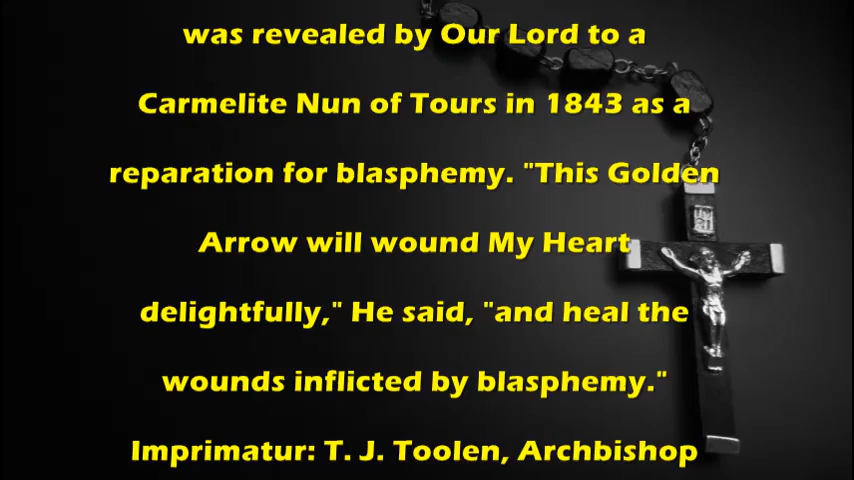 was revealed by Our Lord to a
Carmelite Nun of Tours in 1843 as a
reparation for blasphemy. "This Golden
Arrow will wound My Heart
delightfully," He said, "and heal the
wounds inflicted by blasphemy."
Imprimatur: T. J. Toolen, Archbishop